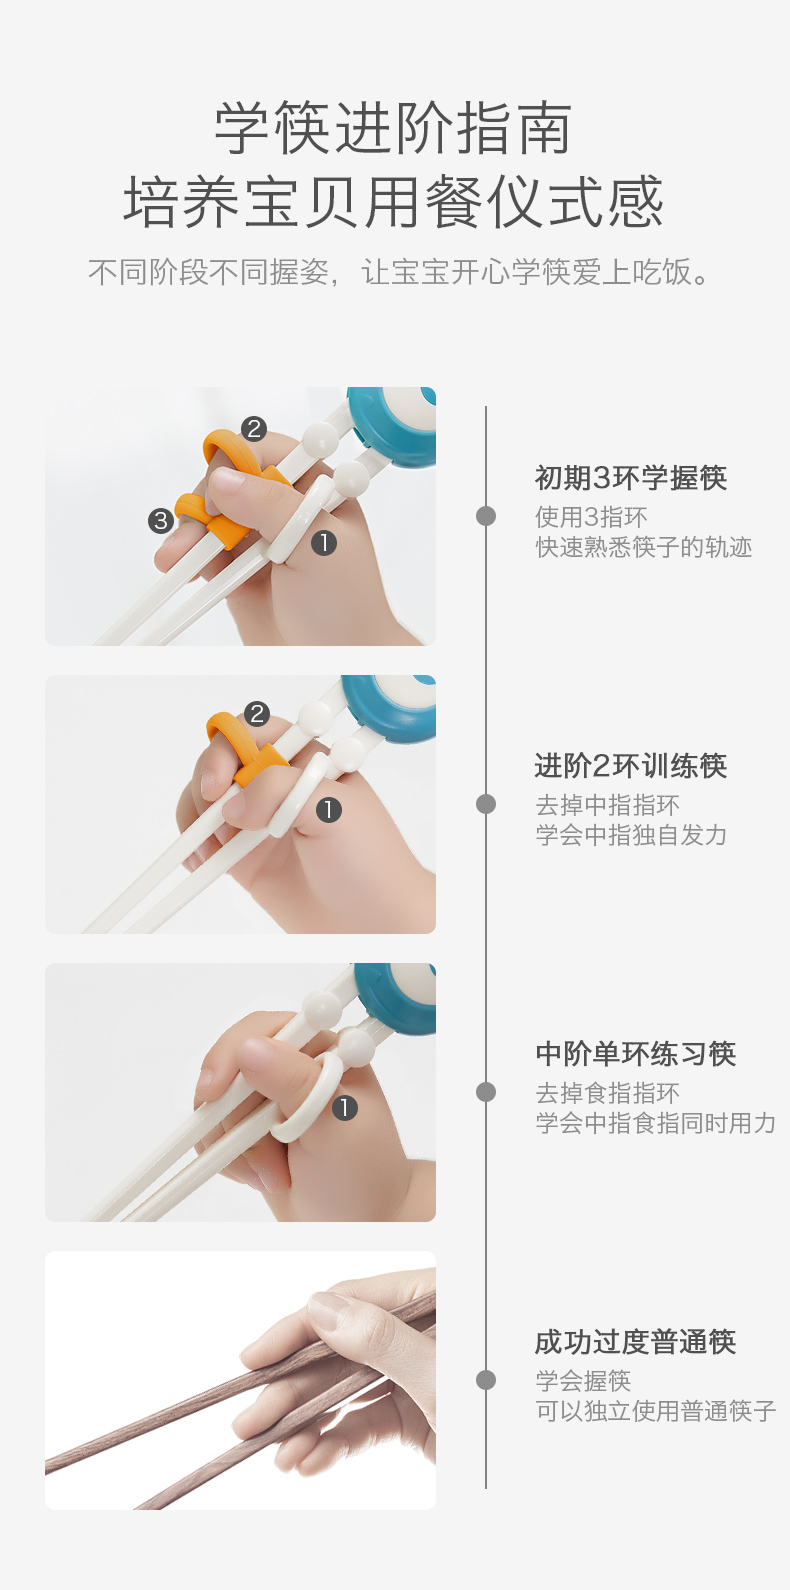 学筷进阶指南
培养宝贝用餐仪式感
不同阶段不同握姿，让宝宝开心学筷爱上吃饭。
2
3
1
初期3环学握筷
使用3指环
快速熟悉筷子的轨迹
2
1
进阶2环训练筷
去掉中指指环
学会中指独自发力
1
中阶单环练习筷
去掉食指指环
学会中指食指同时用力
成功过度普通筷
学会握筷
可以独立使用普通筷子